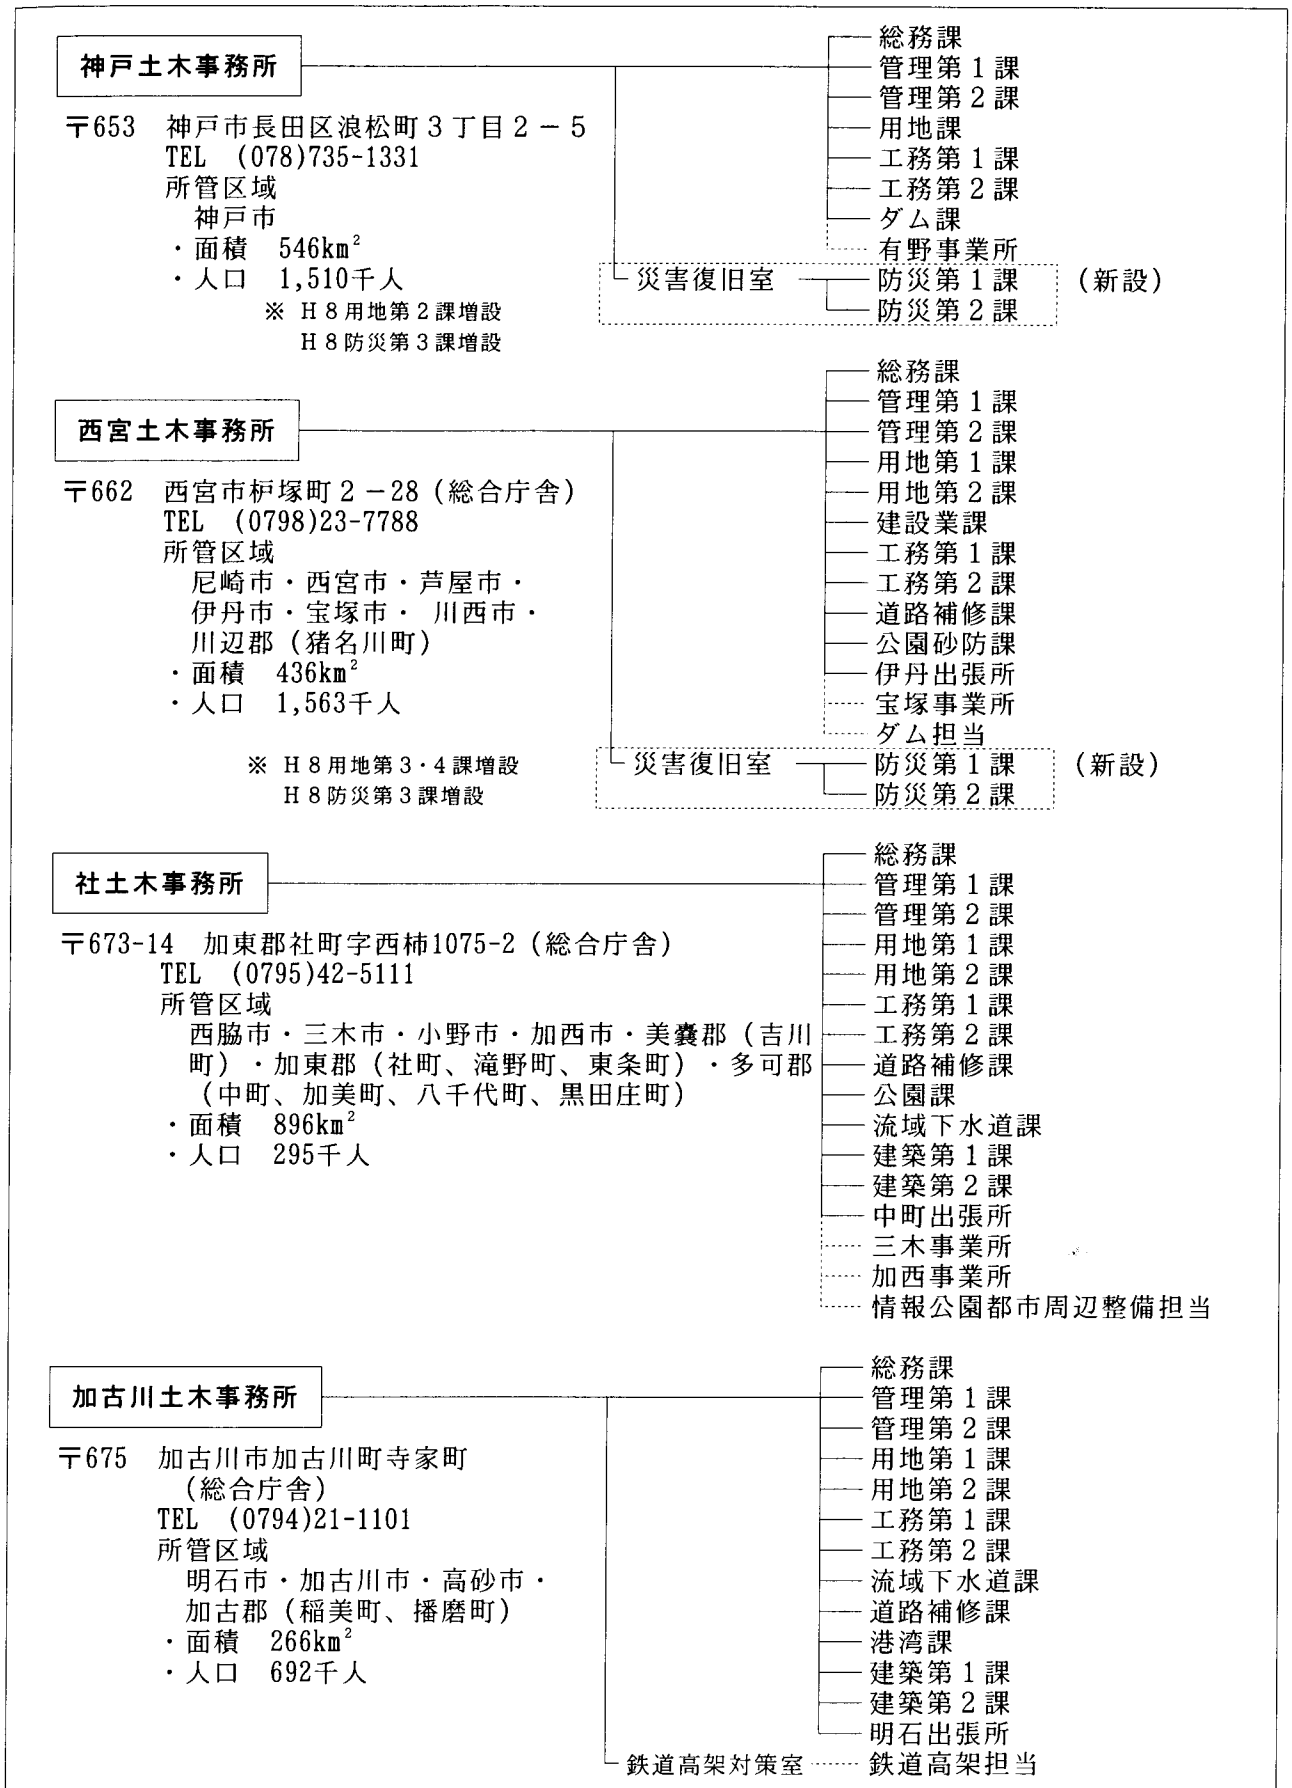 神戸土木事務所
〒653 神戸市長田区浪松町3丁目2－5
TEL (078)735-1331
所管区域
神戸市
・面積 546km²
・人口 1,510千人
※ H8用地第2課増設
H8防災第3課増設
総務課
管理第1課
管理第2課
用地課
工務第1課
工務第2課
ダム課
有野事業所
災害復旧室 防災第1課 (新設)
防災第2課
西宮土木事務所
〒662 西宮市枦塚町2－28 (総合庁舎)
TEL (0798)23-7788
所管区域
尼崎市・西宮市・芦屋市・
伊丹市・宝塚市・ 川西市・
川辺郡 (猪名川町)
・面積 436km²
・人口 1,563千人
※ H8用地第3・4課増設
H8防災第3課増設
総務課
管理第1課
管理第2課
用地第1課
用地第2課
建設業課
工務第1課
工務第2課
道路補修課
公園砂防課
伊丹出張所
宝塚事業所
ダム担当
災害復旧室 防災第1課 (新設)
防災第2課
社土木事務所
〒673-14 加東郡社町字西柿1075-2 (総合庁舎)
TEL (0795)42-5111
所管区域
西脇市・三木市・小野市・加西市・美嚢郡 (吉川
町) ・加東郡 (社町、滝野町、東条町) ・多可郡
(中町、加美町、八千代町、黒田庄町)
・面積 896km²
・人口 295千人
総務課
管理第1課
管理第2課
用地第1課
用地第2課
工務第1課
工務第2課
道路補修課
公園課
流域下水道課
建築第1課
建築第2課
中町出張所
三木事業所
加西事業所
情報公園都市周辺整備担当
加古川土木事務所
〒675 加古川市加古川町寺家町
(総合庁舎)
TEL (0794)21-1101
所管区域
明石市・加古川市・高砂市・
加古郡 (稲美町、播磨町)
・面積 266km²
・人口 692千人
総務課
管理第1課
管理第2課
用地第1課
用地第2課
工務第1課
工務第2課
流域下水道課
道路補修課
港湾課
建築第1課
建築第2課
明石出張所
鉄道高架対策室 鉄道高架担当